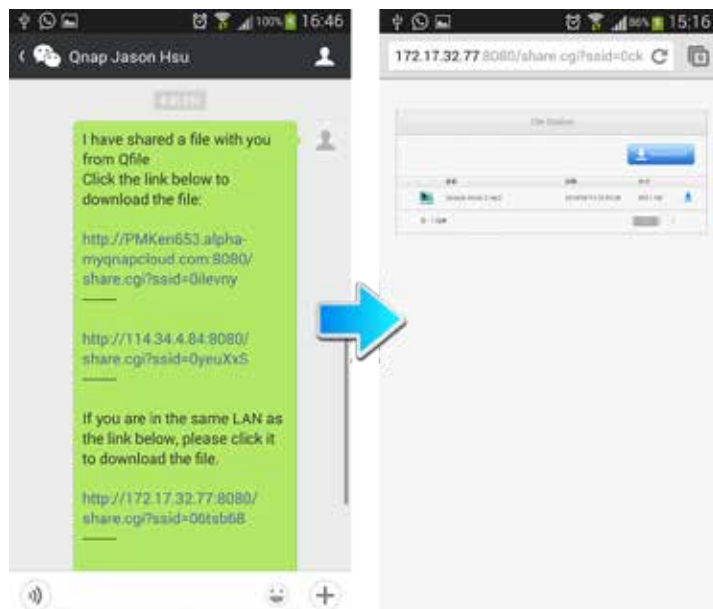 100% 16:46
Qnap Jason Hsu
I have shared a file with you
from Qfile
Click the link below to
download the file:
http://PMKen653.alpha-
myqnapcloud.com:8080/
share.cgi?ssid=0ilevny
http://114.34.4.84:8080/
share.cgi?ssid=0yeuXxS
If you are in the same LAN as
the link below, please click it
to download the file.
http://172.17.32.77:8080/
share.cgi?ssid=06tsb68
86% 15:16
172.17.32.77:8080/share.cgi?ssid=0ck
File Station